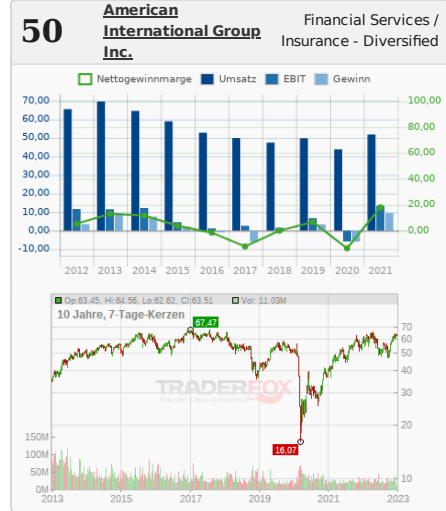 50
American
International Group
Inc.
Financial Services /
Insurance - Diversified
Nettogewinnmarge Umsatz EBIT Gewinn
70,00 100,00
60,00 80,00
50,00
40,00 60,00
30,00 40,00
20,00
10,00 20,00
0,00 0,00
-10,00
2012 2013 2014 2015 2016 2017 2018 2019 2020 2021
Op:63.45, Hi:64.56, Lo:62.62, Cl:63.51 Vol: 11.03M
10 Jahre, 7-Tage-Kerzen
67,47
70
60
50
40
30
TRADERFOX
20
16,07
150M
100M
50M
10
0M
2013 2015 2017 2019 2021 2023